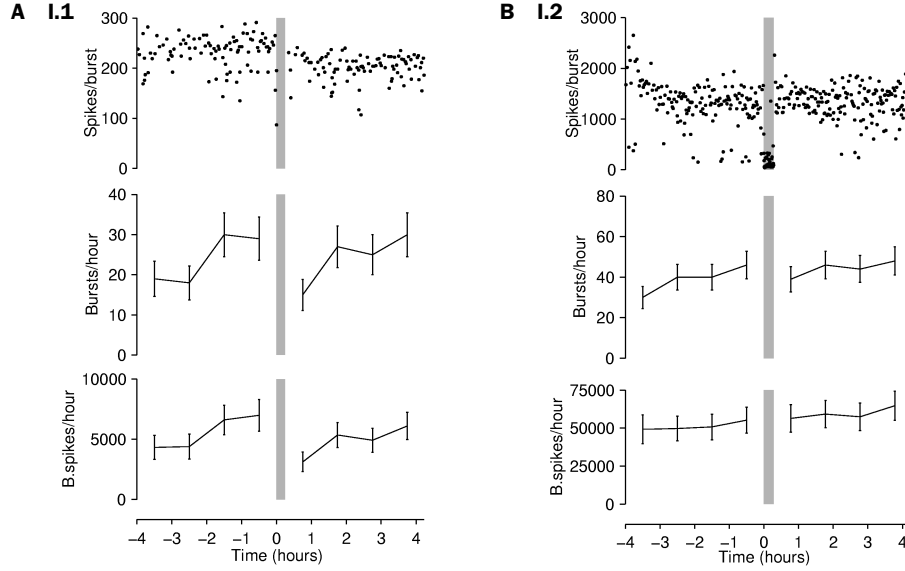 A I.1
300
200
100
0
Spikes/burst
40
30
20
10
0
Bursts/hour
10000
5000
0
B.spikes/hour
−4 −3 −2 −1 0 1 2 3 4
Time (hours)
B I.2
3000
2000
1000
0
Spikes/burst
80
60
40
20
0
Bursts/hour
75000
50000
25000
0
B.spikes/hour
−4 −3 −2 −1 0 1 2 3 4
Time (hours)